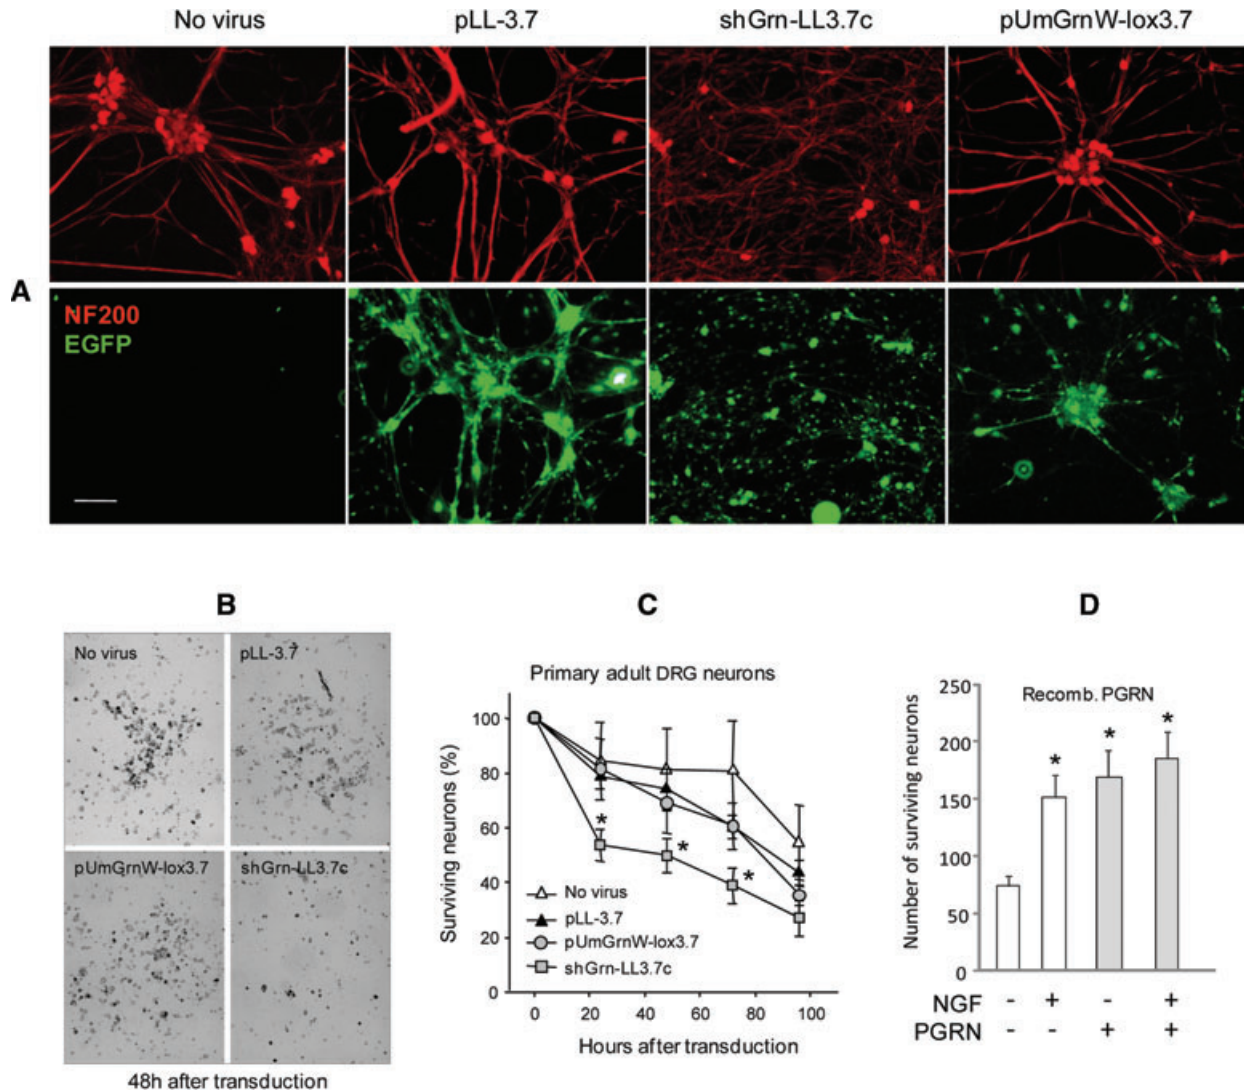 No virus pLL-3.7 shGrn-LL3.7c pUmGrnW-lox3.7
A
NF200
EGFP
B
No virus pLL-3.7
pUmGrnW-lox3.7 shGrn-LL3.7c
48h after transduction
C
Primary adult DRG neurons
Surviving neurons (%)
100
80
60
40
20
0
*
*
*
No virus
pLL-3.7
pUmGrnW-lox3.7
shGrn-LL3.7c
0 20 40 60 80 100
Hours after transduction
D
Recomb. PGRN
Number of surviving neurons
250
200
150
100
50
0
* * *
NGF - + - +
PGRN - - + +